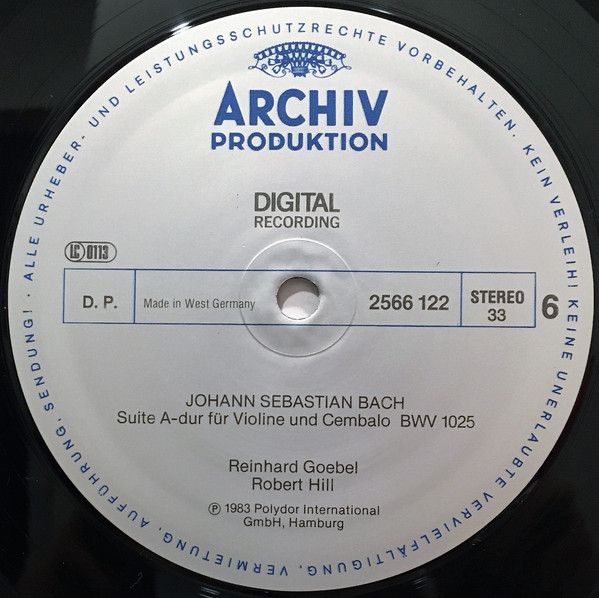 ALLE URHEBER- UND LEISTUNGSSCHUTZRECHTE VORBEHALTEN. KEIN VERLEIH! KEINE UNERLAUBTE VERVIELFÄLTIGUNG, VERMIETUNG, AUFFÜHRUNG, SENDUNG! ·
ARCHIV
PRODUKTION
DIGITAL
RECORDING
LC 0113
D. P.
Made in West Germany
2566 122
STEREO
33
6
JOHANN SEBASTIAN BACH
Suite A-dur für Violine und Cembalo BWV 1025
Reinhard Goebel
Robert Hill
℗ 1983 Polydor International
GmbH, Hamburg